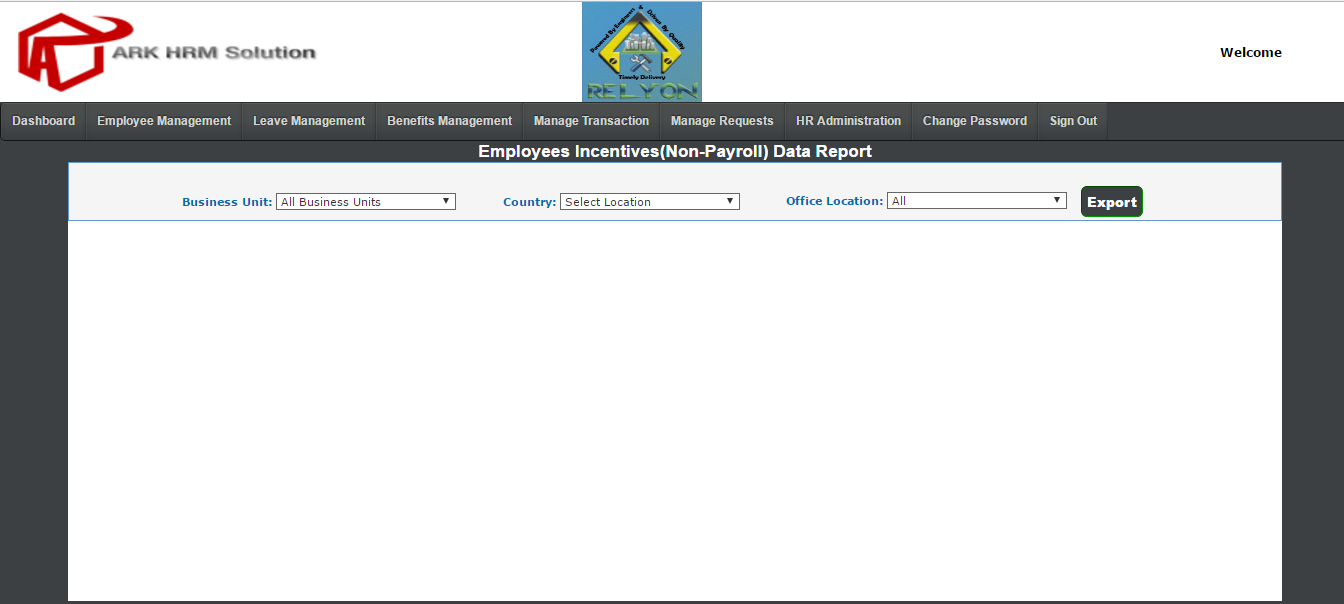 ARK HRM Solution
Powered By Engineers & Driven By Quality
Timely Delivery
RELYON
Welcome
Dashboard Employee Management Leave Management Benefits Management Manage Transaction Manage Requests HR Administration Change Password Sign Out
Employees Incentives(Non-Payroll) Data Report
Business Unit: All Business Units Country: Select Location Office Location: All Export